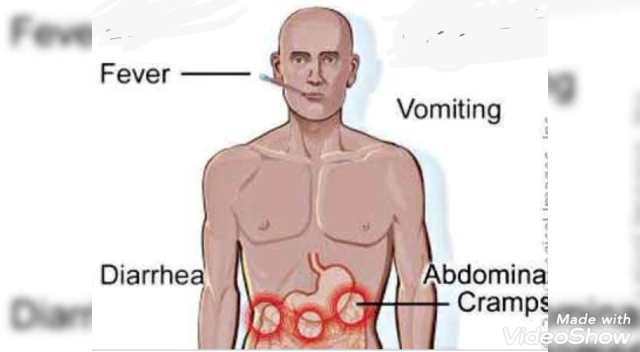 Fever
Vomiting
Diarrhea
Abdomina
Cramps
Made with
VideoShow